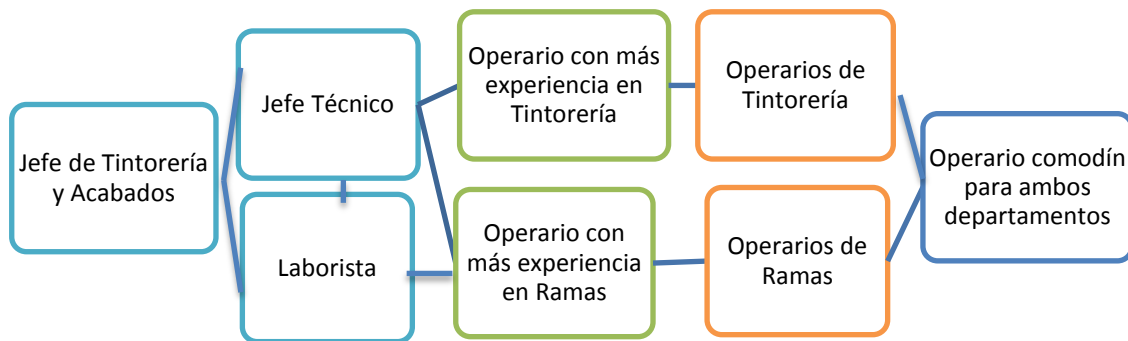 Jefe de Tintorería
y Acabados
Jefe Técnico
Laborista
Operario con más
experiencia en
Tintorería
Operario con
más experiencia
en Ramas
Operarios de
Tintorería
Operarios de
Ramas
Operario comodín
para ambos
departamentos